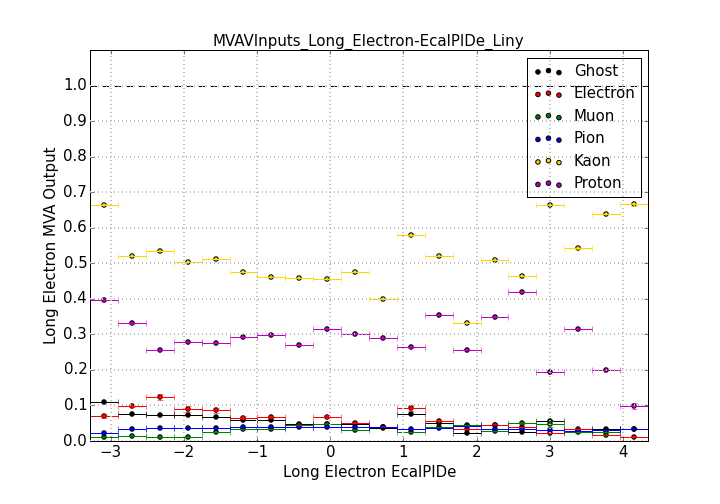 MVAVInputs_Long_Electron-EcalPIDe_Liny
Long Electron MVA Output
1.0
0.9
0.8
0.7
0.6
0.5
0.4
0.3
0.2
0.1
0.0
Ghost
Electron
Muon
Pion
Kaon
Proton
−3 −2 −1 0 1 2 3 4
Long Electron EcalPIDe